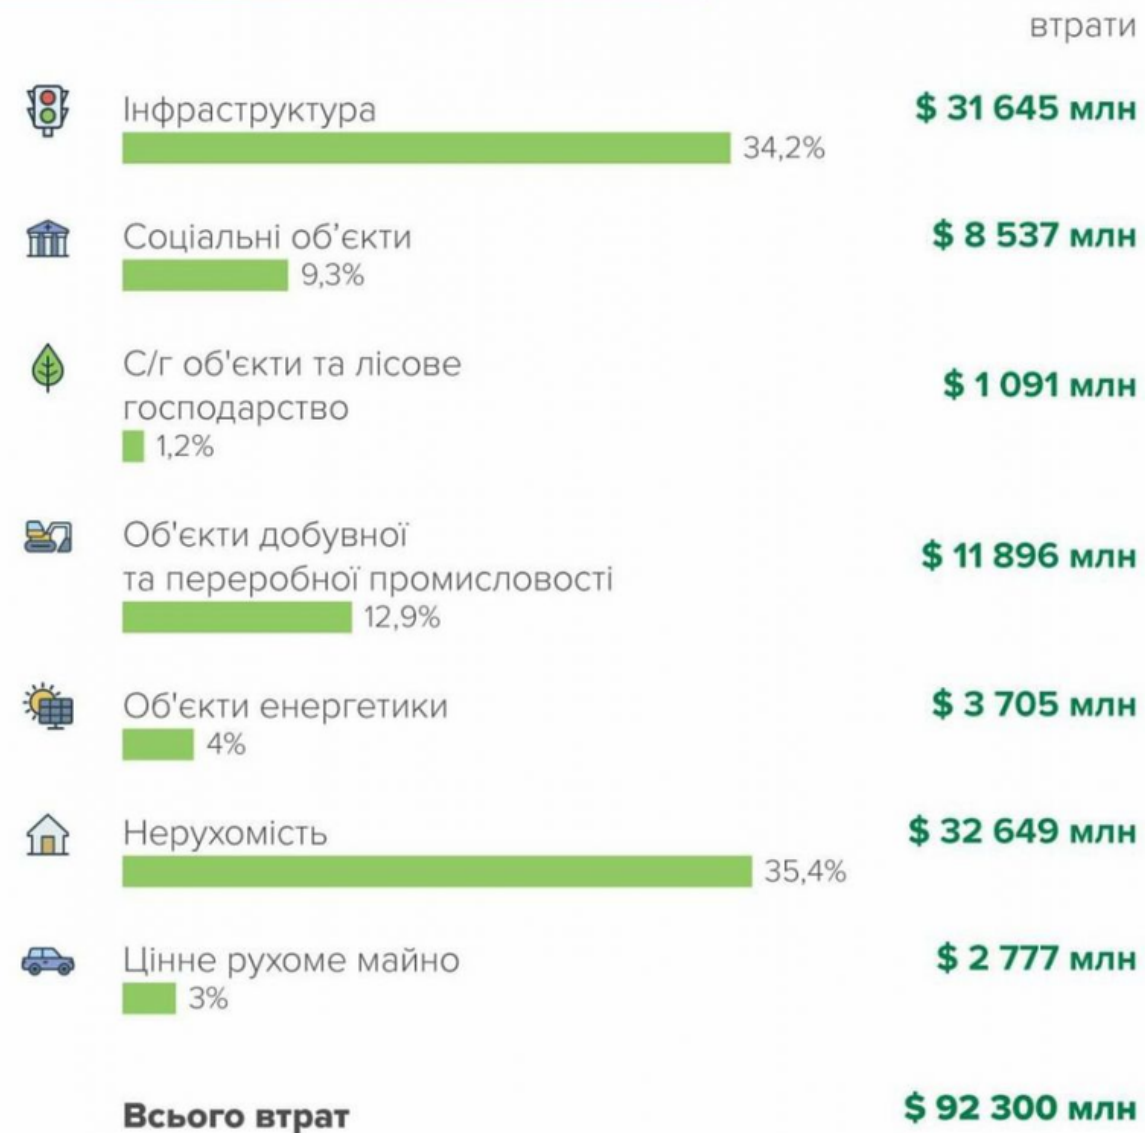 втрати
Інфраструктура
$ 31 645 млн
34,2%
Соціальні об’єкти
$ 8 537 млн
9,3%
С/г об'єкти та лісове
господарство
$ 1 091 млн
1,2%
Об'єкти добувної
та переробної промисловості
$ 11 896 млн
12,9%
Об'єкти енергетики
$ 3 705 млн
4%
Нерухомість
$ 32 649 млн
35,4%
Цінне рухоме майно
$ 2 777 млн
3%
Всього втрат
$ 92 300 млн